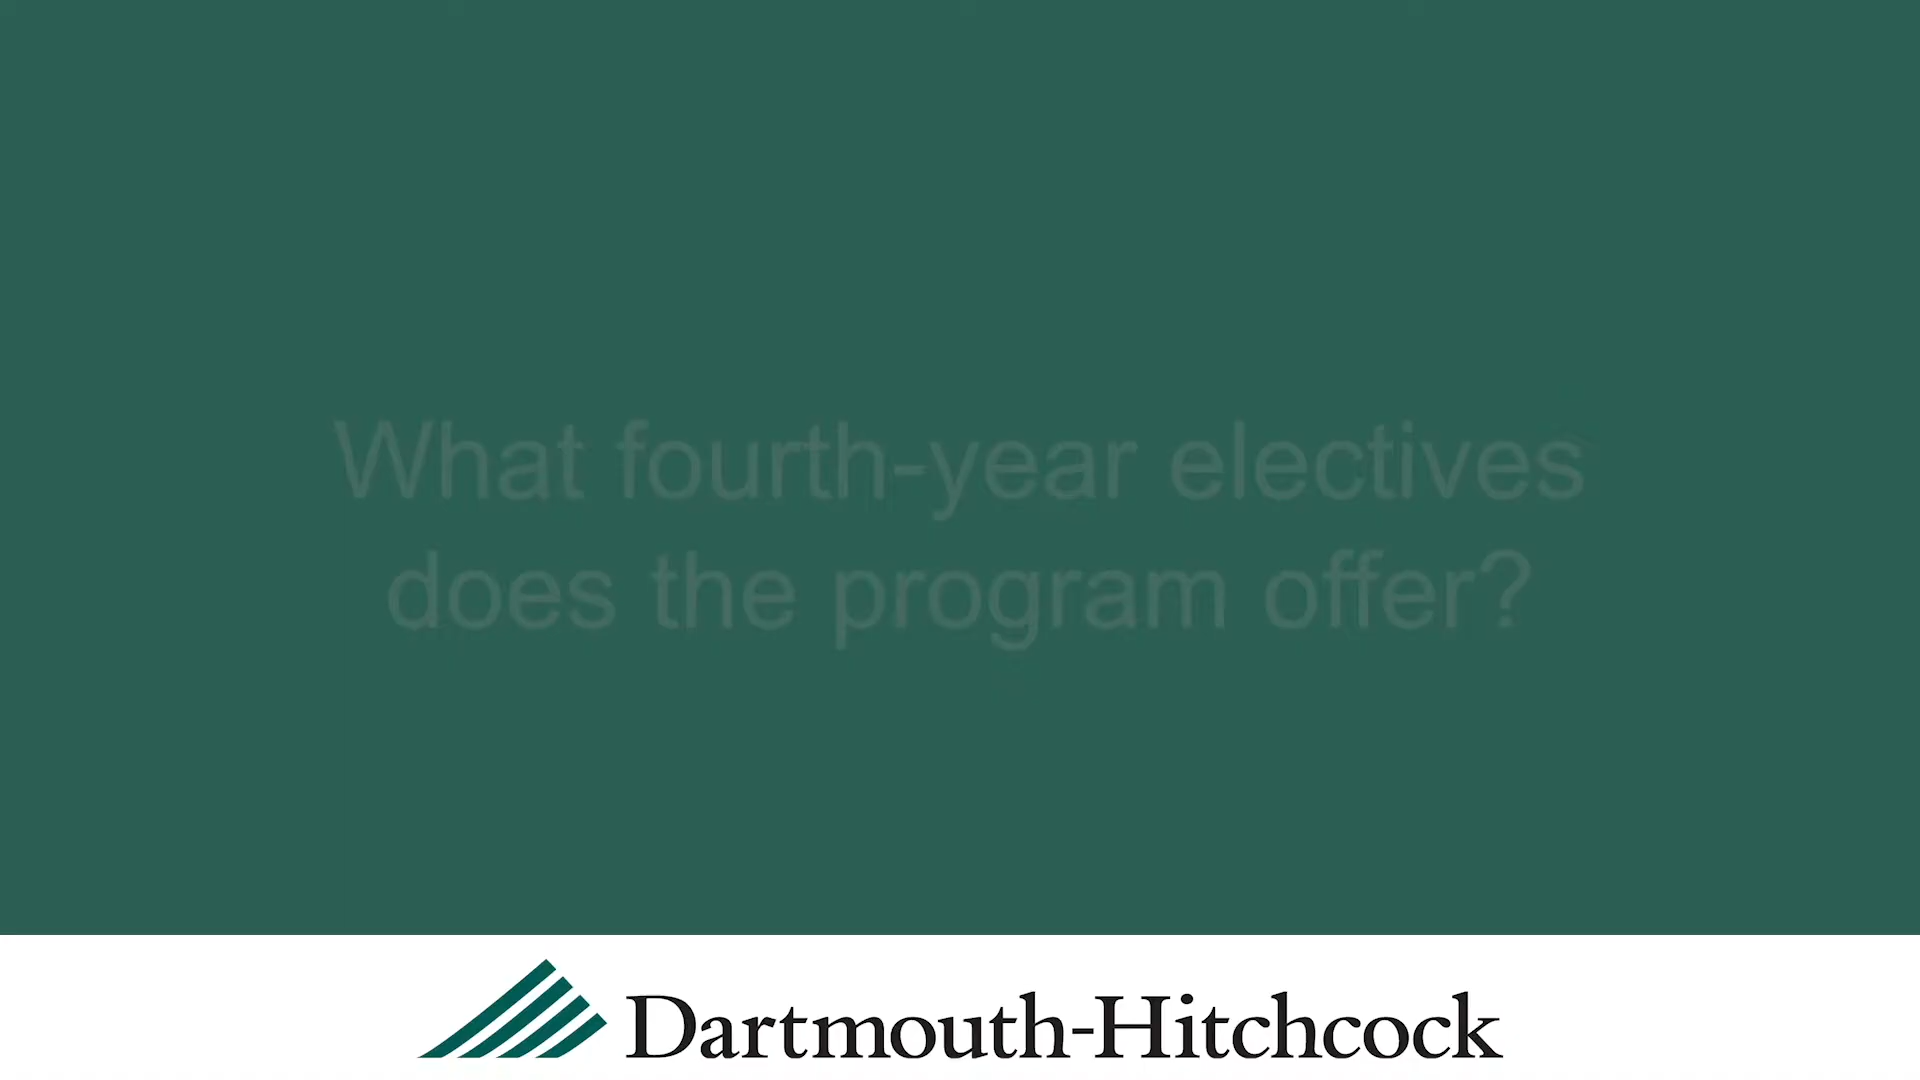 What fourth-year electives
does the program offer?
Dartmouth-Hitchcock